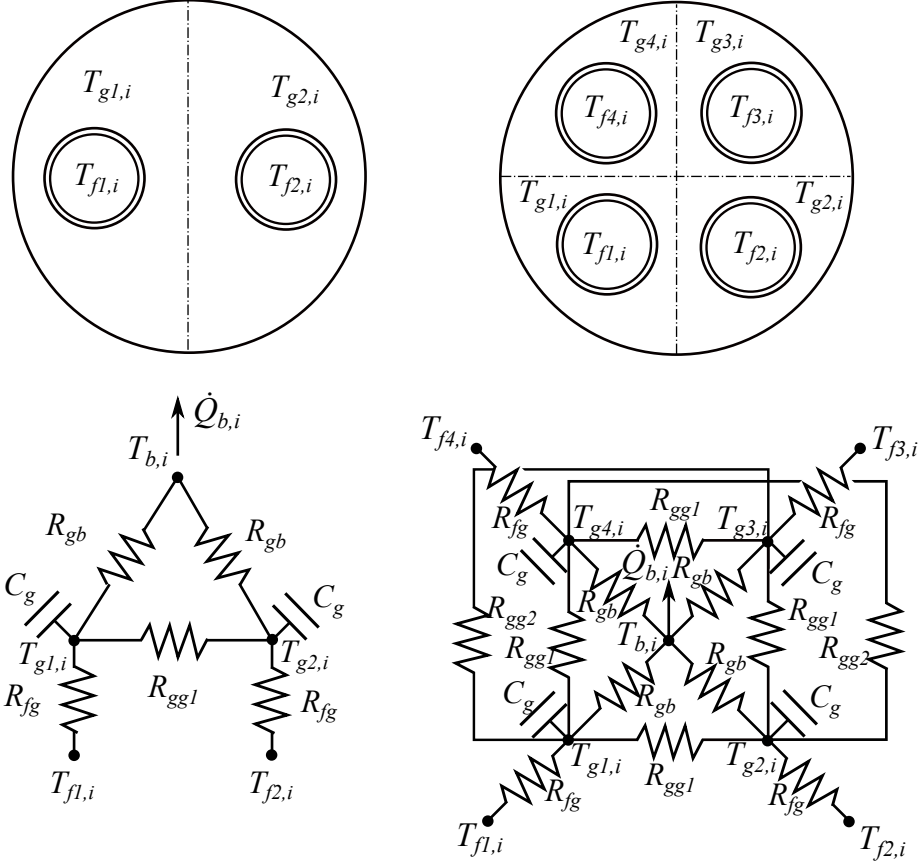 T_{g1,i} T_{g2,i}
T_{f1,i} T_{f2,i}
T_{g4,i} T_{g3,i}
T_{f4,i} T_{f3,i}
T_{g1,i} T_{g2,i}
T_{f1,i} T_{f2,i}
Q̇_{b,i}
T_{b,i}
R_{gb} R_{gb}
C_g C_g
T_{g1,i} T_{g2,i}
R_{fg} R_{gg1} R_{fg}
T_{f1,i} T_{f2,i}
T_{f4,i} T_{f3,i}
R_{fg} R_{gg1} R_{fg}
T_{g4,i} T_{g3,i}
C_g Q̇_{b,i} R_{gb} C_g
R_{gg2} R_{gb} R_{gg1}
R_{gg1} T_{b,i} R_{gb} R_{gg2}
C_g R_{gb} C_g
T_{g1,i} R_{gg1} T_{g2,i}
R_{fg} R_{fg}
T_{f1,i} T_{f2,i}